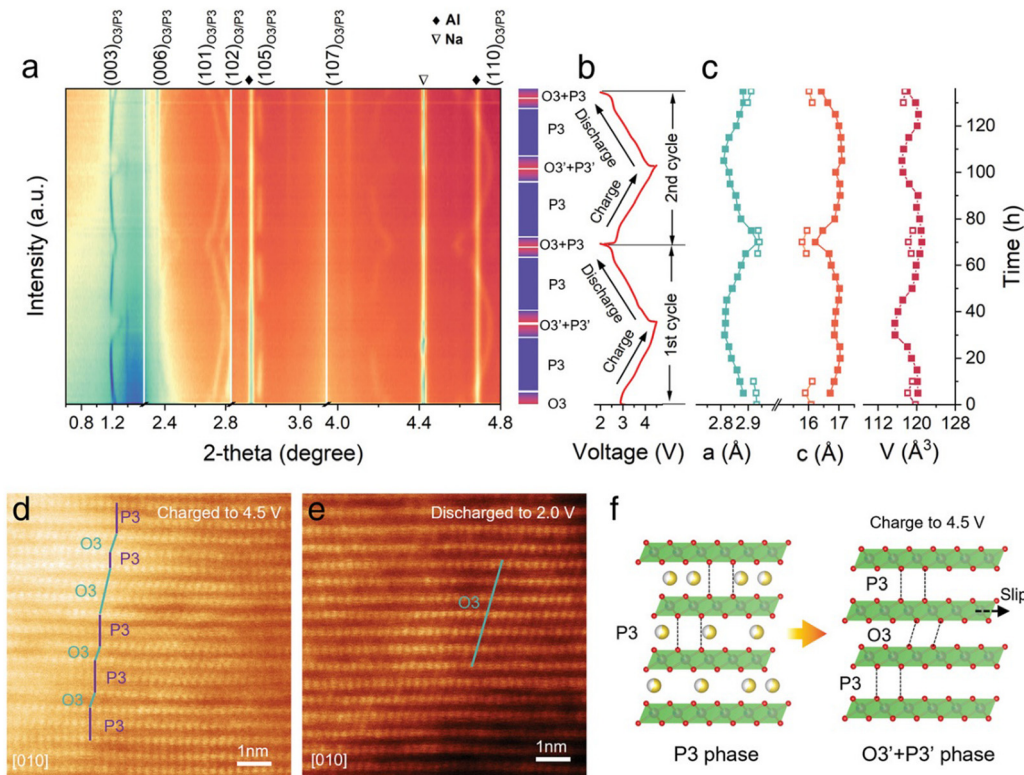 (003)O3/P3
(006)O3/P3
(101)O3/P3
(102)O3/P3
(105)O3/P3
(107)O3/P3
(110)O3/P3
♦ Al
▽ Na
a
Intensity (a.u.)
0.8 1.2 2.4 2.8 3.6 4.0 4.4 4.8
2-theta (degree)
O3+P3
P3
O3'+P3'
P3
O3+P3
P3
O3'+P3'
P3
O3
b
Discharge
Charge
2nd cycle
Discharge
Charge
1st cycle
2 3 4
Voltage (V)
c
2.8 2.9
a (Å)
16 17
c (Å)
112 120 128
V (Å³)
120
100
80
60
40
20
0
Time (h)
d
Charged to 4.5 V
P3
O3
P3
O3
P3
O3
P3
O3
P3
[010]
1nm
e
Discharged to 2.0 V
O3
[010]
1nm
f
Charge to 4.5 V
P3
P3
Slip
O3
P3
P3 phase
O3'+P3' phase